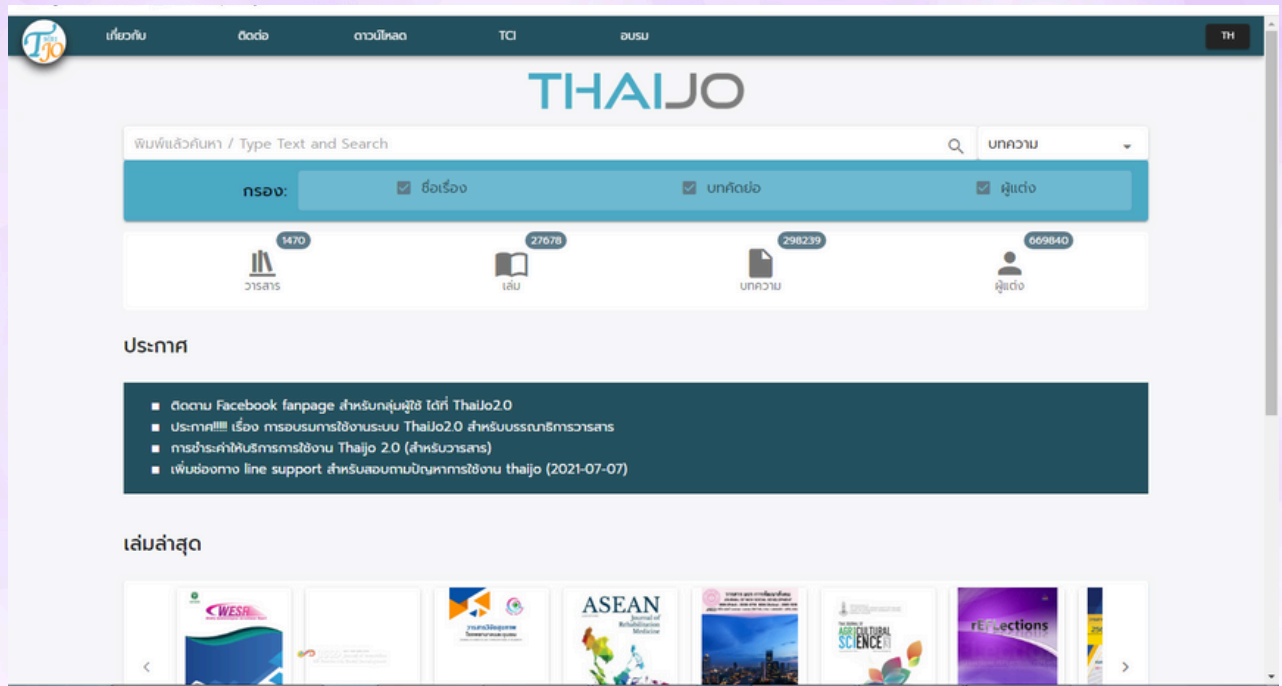 เกี่ยวกับ ติดต่อ ดาวน์โหลด TCI อบรม TH
THAIJO
พิมพ์แล้วค้นหา / Type Text and Search บทความ
กรอง: ชื่อเรื่อง บทคัดย่อ ผู้แต่ง
1470 27678 298239 669840
วารสาร เล่ม บทความ ผู้แต่ง
ประกาศ
ติดตาม Facebook fanpage สำหรับกลุ่มผู้ใช้ ได้ที่ ThaiJo2.0
ประกาศ!!!!! เรื่อง การอบรมการใช้งานระบบ ThaiJo2.0 สำหรับบรรณาธิการวารสาร
การชำระค่าให้บริการการใช้งาน Thaijo 2.0 (สำหรับวารสาร)
เพิ่มช่องทาง line support สำหรับสอบถามปัญหาการใช้งาน thaijo (2021-07-07)
เล่มล่าสุด
WESR
ASEAN
Journal of
Rehabilitation
Medicine
AGRICULTURAL
SCIENCE
rEFLections